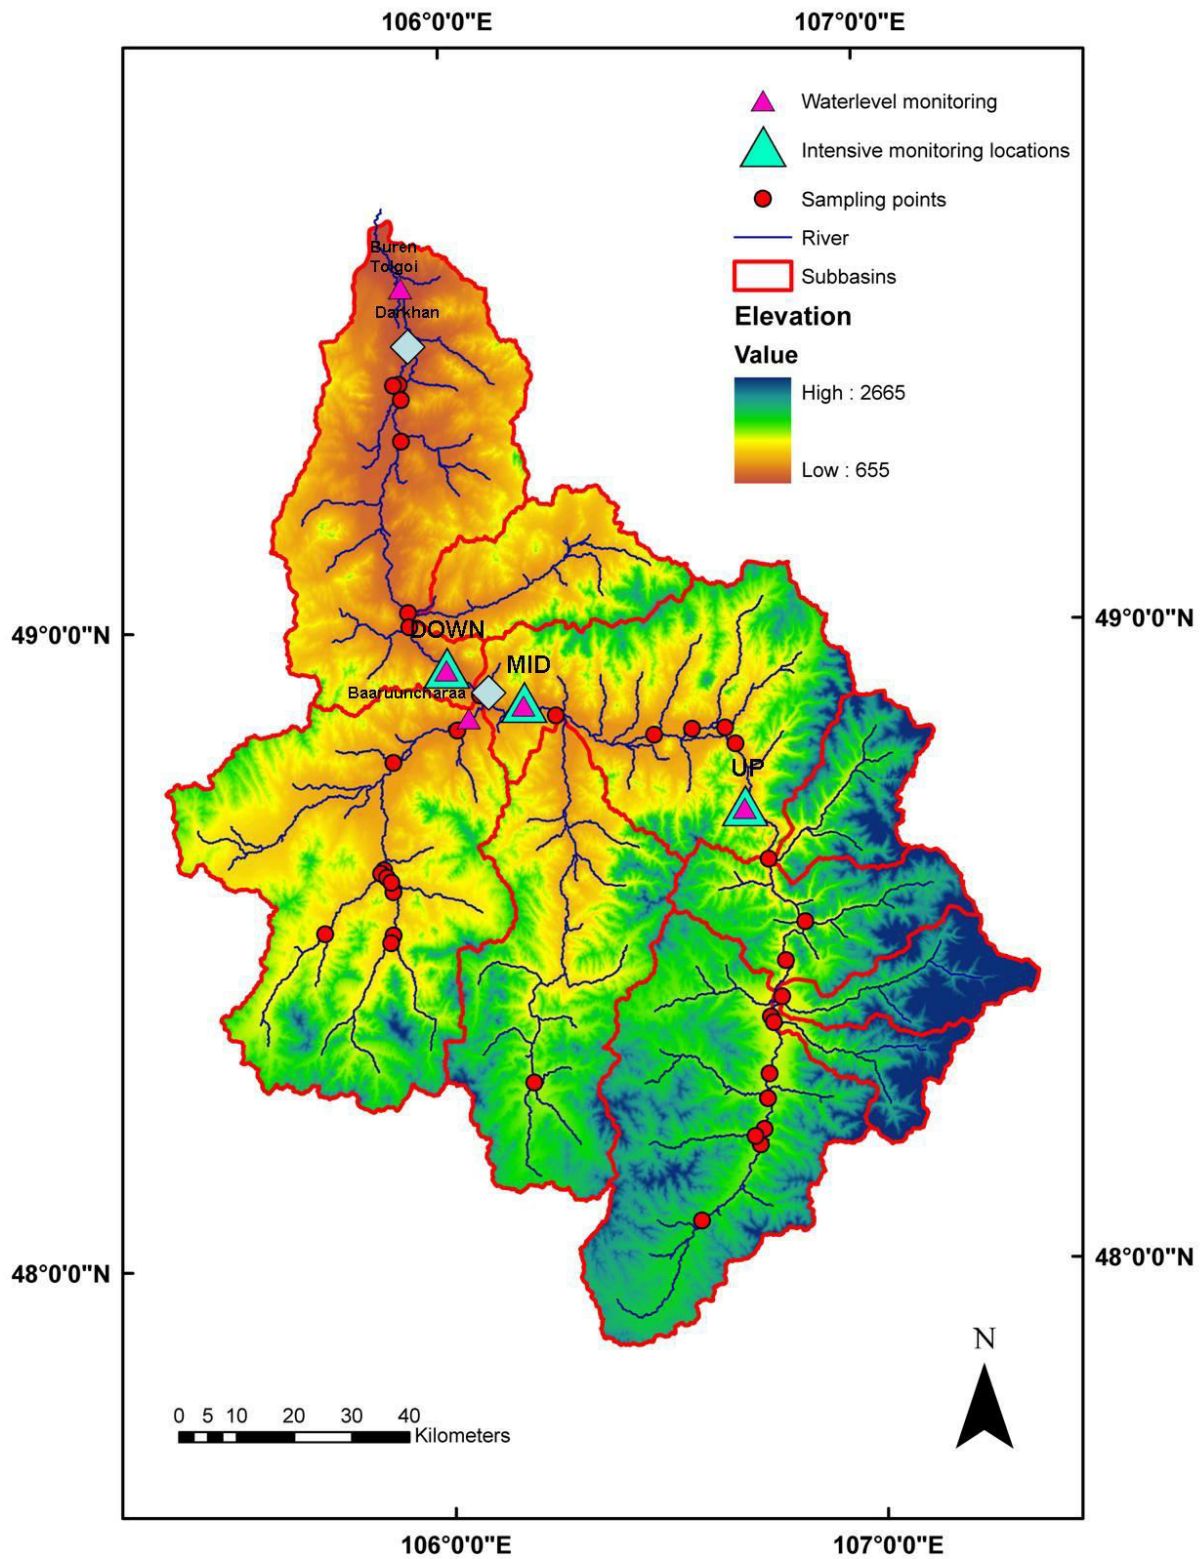 106°0'0"E
107°0'0"E
Waterlevel monitoring
Intensive monitoring locations
Sampling points
River
Subbasins
Elevation
Value
High : 2665
Low : 655
Buren
Tolgoi
Darkhan
49°0'0"N
49°0'0"N
DOWN
MID
Baaruuncharaa
UP
48°0'0"N
48°0'0"N
N
0 5 10 20 30 40
Kilometers
106°0'0"E
107°0'0"E